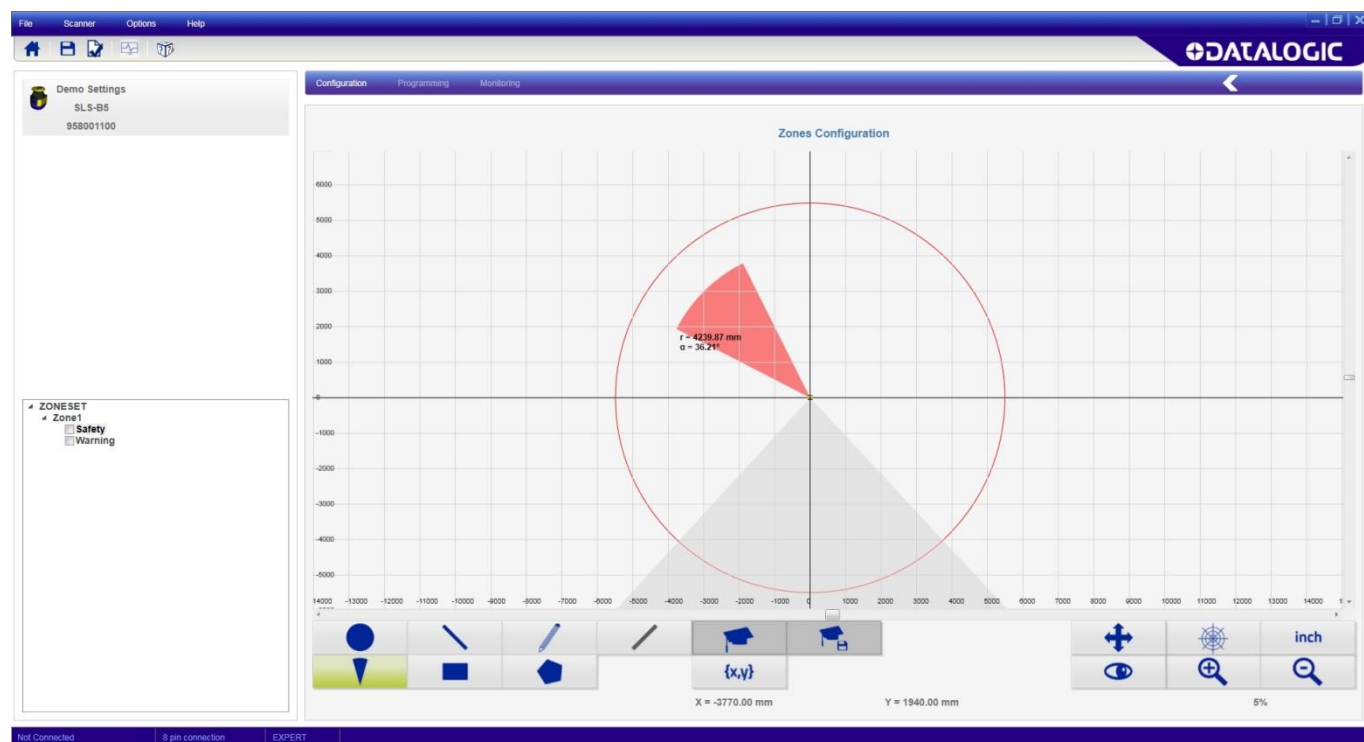 File Scanner Options Help
DATALOGIC
Demo Settings
SLS-B5
958001100
Configuration Programming Monitoring
Zones Configuration
6000
5000
4000
3000
2000
1000
0
-1000
-2000
-3000
-4000
-5000
r = 4239.87 mm
α = 36.21°
ZONESET
Zone1
Safety
Warning
14000 -13000 -12000 -11000 -10000 -9000 -8000 -7000 -6000 -5000 -4000 -3000 -2000 -1000 0 1000 2000 3000 4000 5000 6000 7000 8000 9000 10000 11000 12000 13000 14000 1
inch
{x,y}
X = -3770.00 mm Y = 1940.00 mm 5%
Not Connected 8 pin connection EXPERT